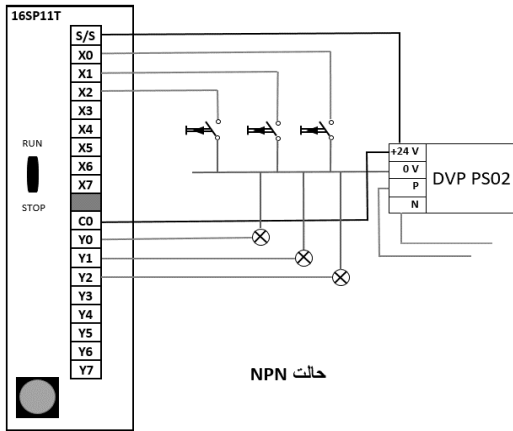 16SP11T
S/S
X0
X1
X2
X3
X4
X5
X6
X7
RUN
STOP
C0
Y0
Y1
Y2
Y3
Y4
Y5
Y6
Y7
+24 V
0 V
P
N
DVP PS02
حالت NPN